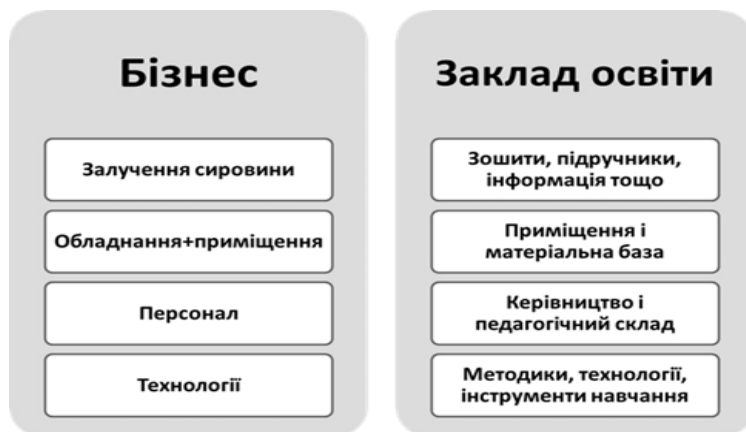 Бізнес
Залучення сировини
Обладнання+приміщення
Персонал
Технології
Заклад освіти
Зошити, підручники,
інформація тощо
Приміщення і
матеріальна база
Керівництво і
педагогічний склад
Методики, технології,
інструменти навчання